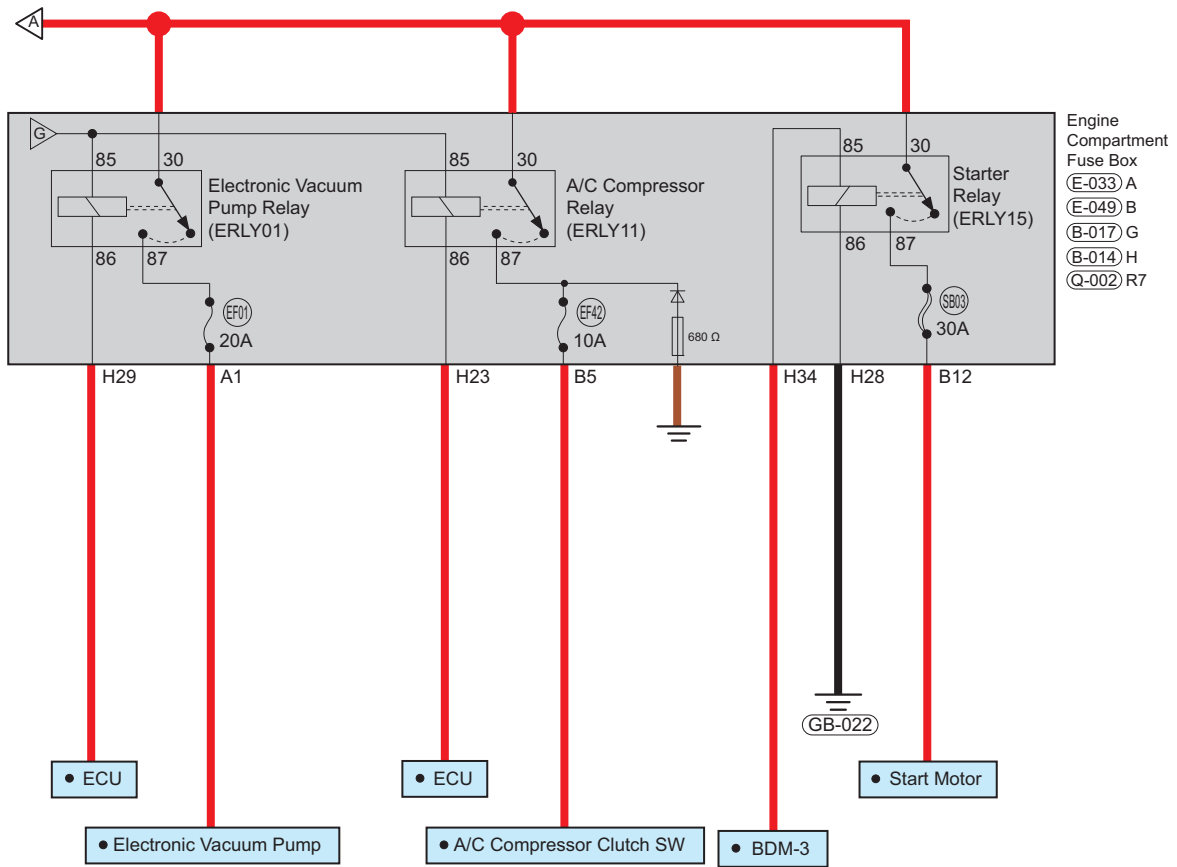 A
G
85
30
Electronic Vacuum
Pump Relay
(ERLY01)
86
87
EF01
20A
85
30
A/C Compressor
Relay
(ERLY11)
86
87
EF42
10A
680 Ω
85
30
Starter
Relay
(ERLY15)
86
87
SB03
30A
Engine
Compartment
Fuse Box
E-033 A
E-049 B
B-017 G
B-014 H
Q-002 R7
H29
A1
H23
B5
H34
H28
B12
GB-022
• ECU
• ECU
• Start Motor
• Electronic Vacuum Pump
• A/C Compressor Clutch SW
• BDM-3